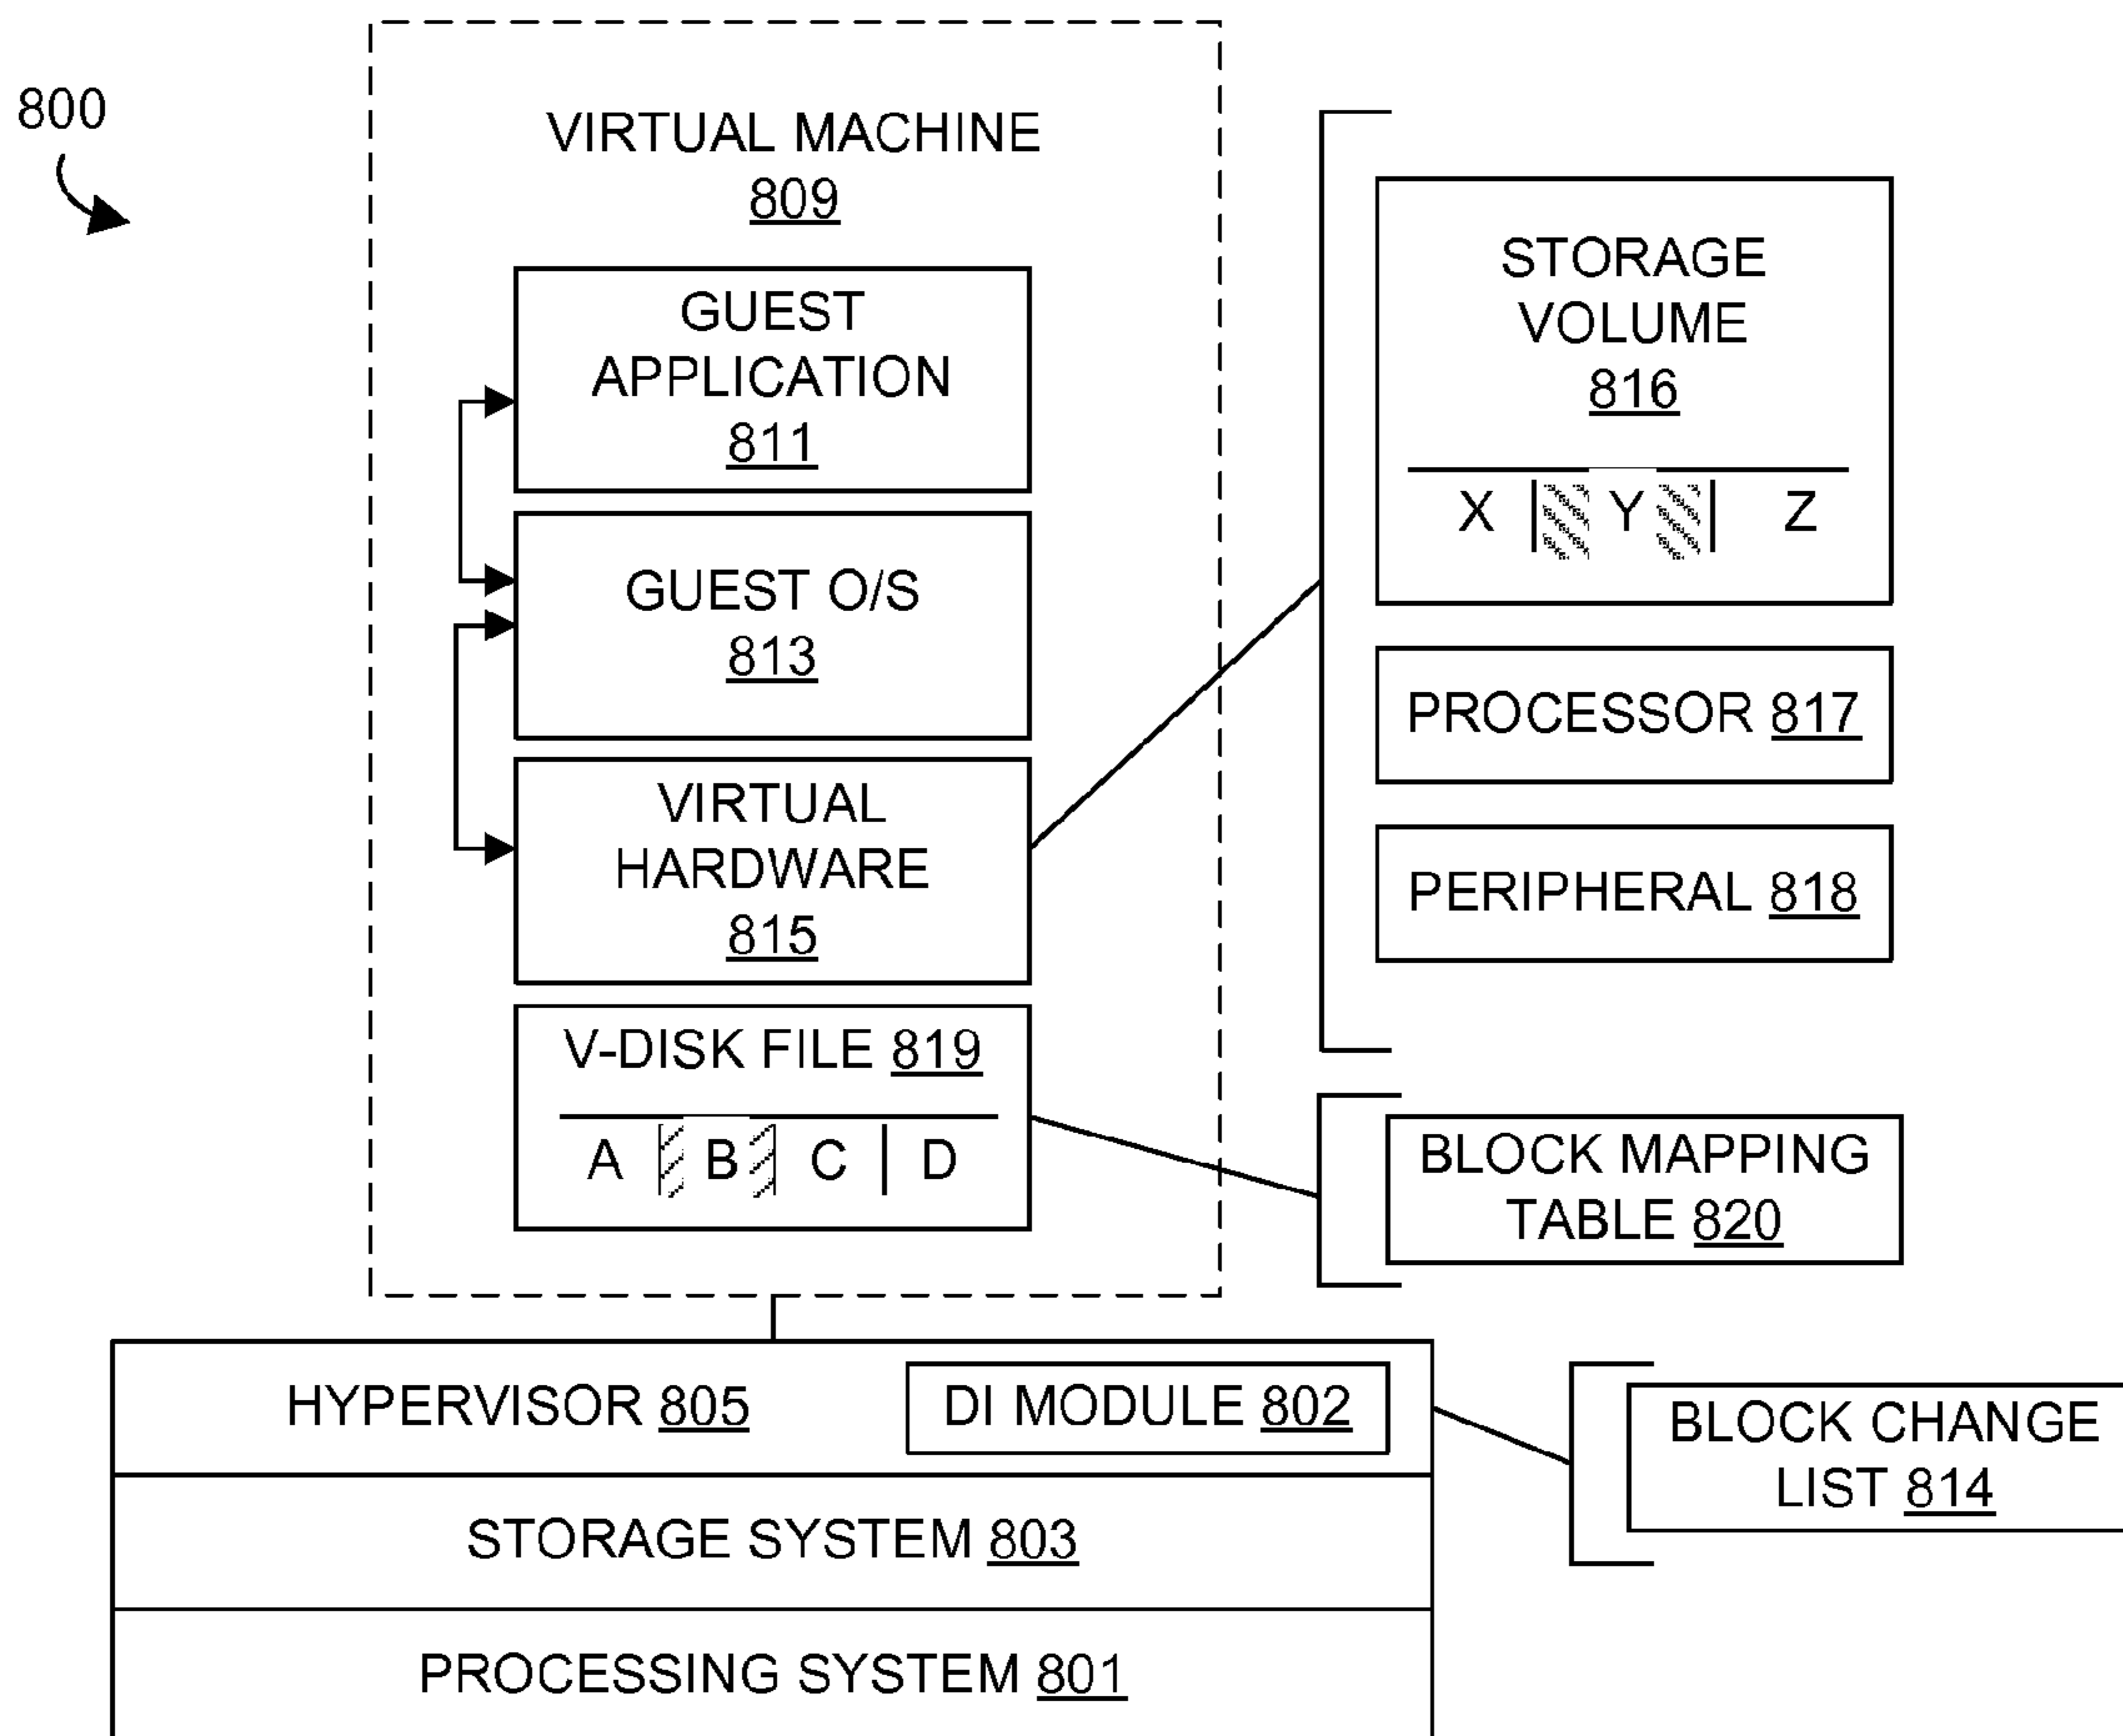 800
VIRTUAL MACHINE
809
GUEST
APPLICATION
811
GUEST O/S
813
VIRTUAL
HARDWARE
815
V-DISK FILE 819
A B C D
STORAGE
VOLUME
816
X Y Z
PROCESSOR 817
PERIPHERAL 818
BLOCK MAPPING
TABLE 820
HYPERVISOR 805
DI MODULE 802
BLOCK CHANGE
LIST 814
STORAGE SYSTEM 803
PROCESSING SYSTEM 801